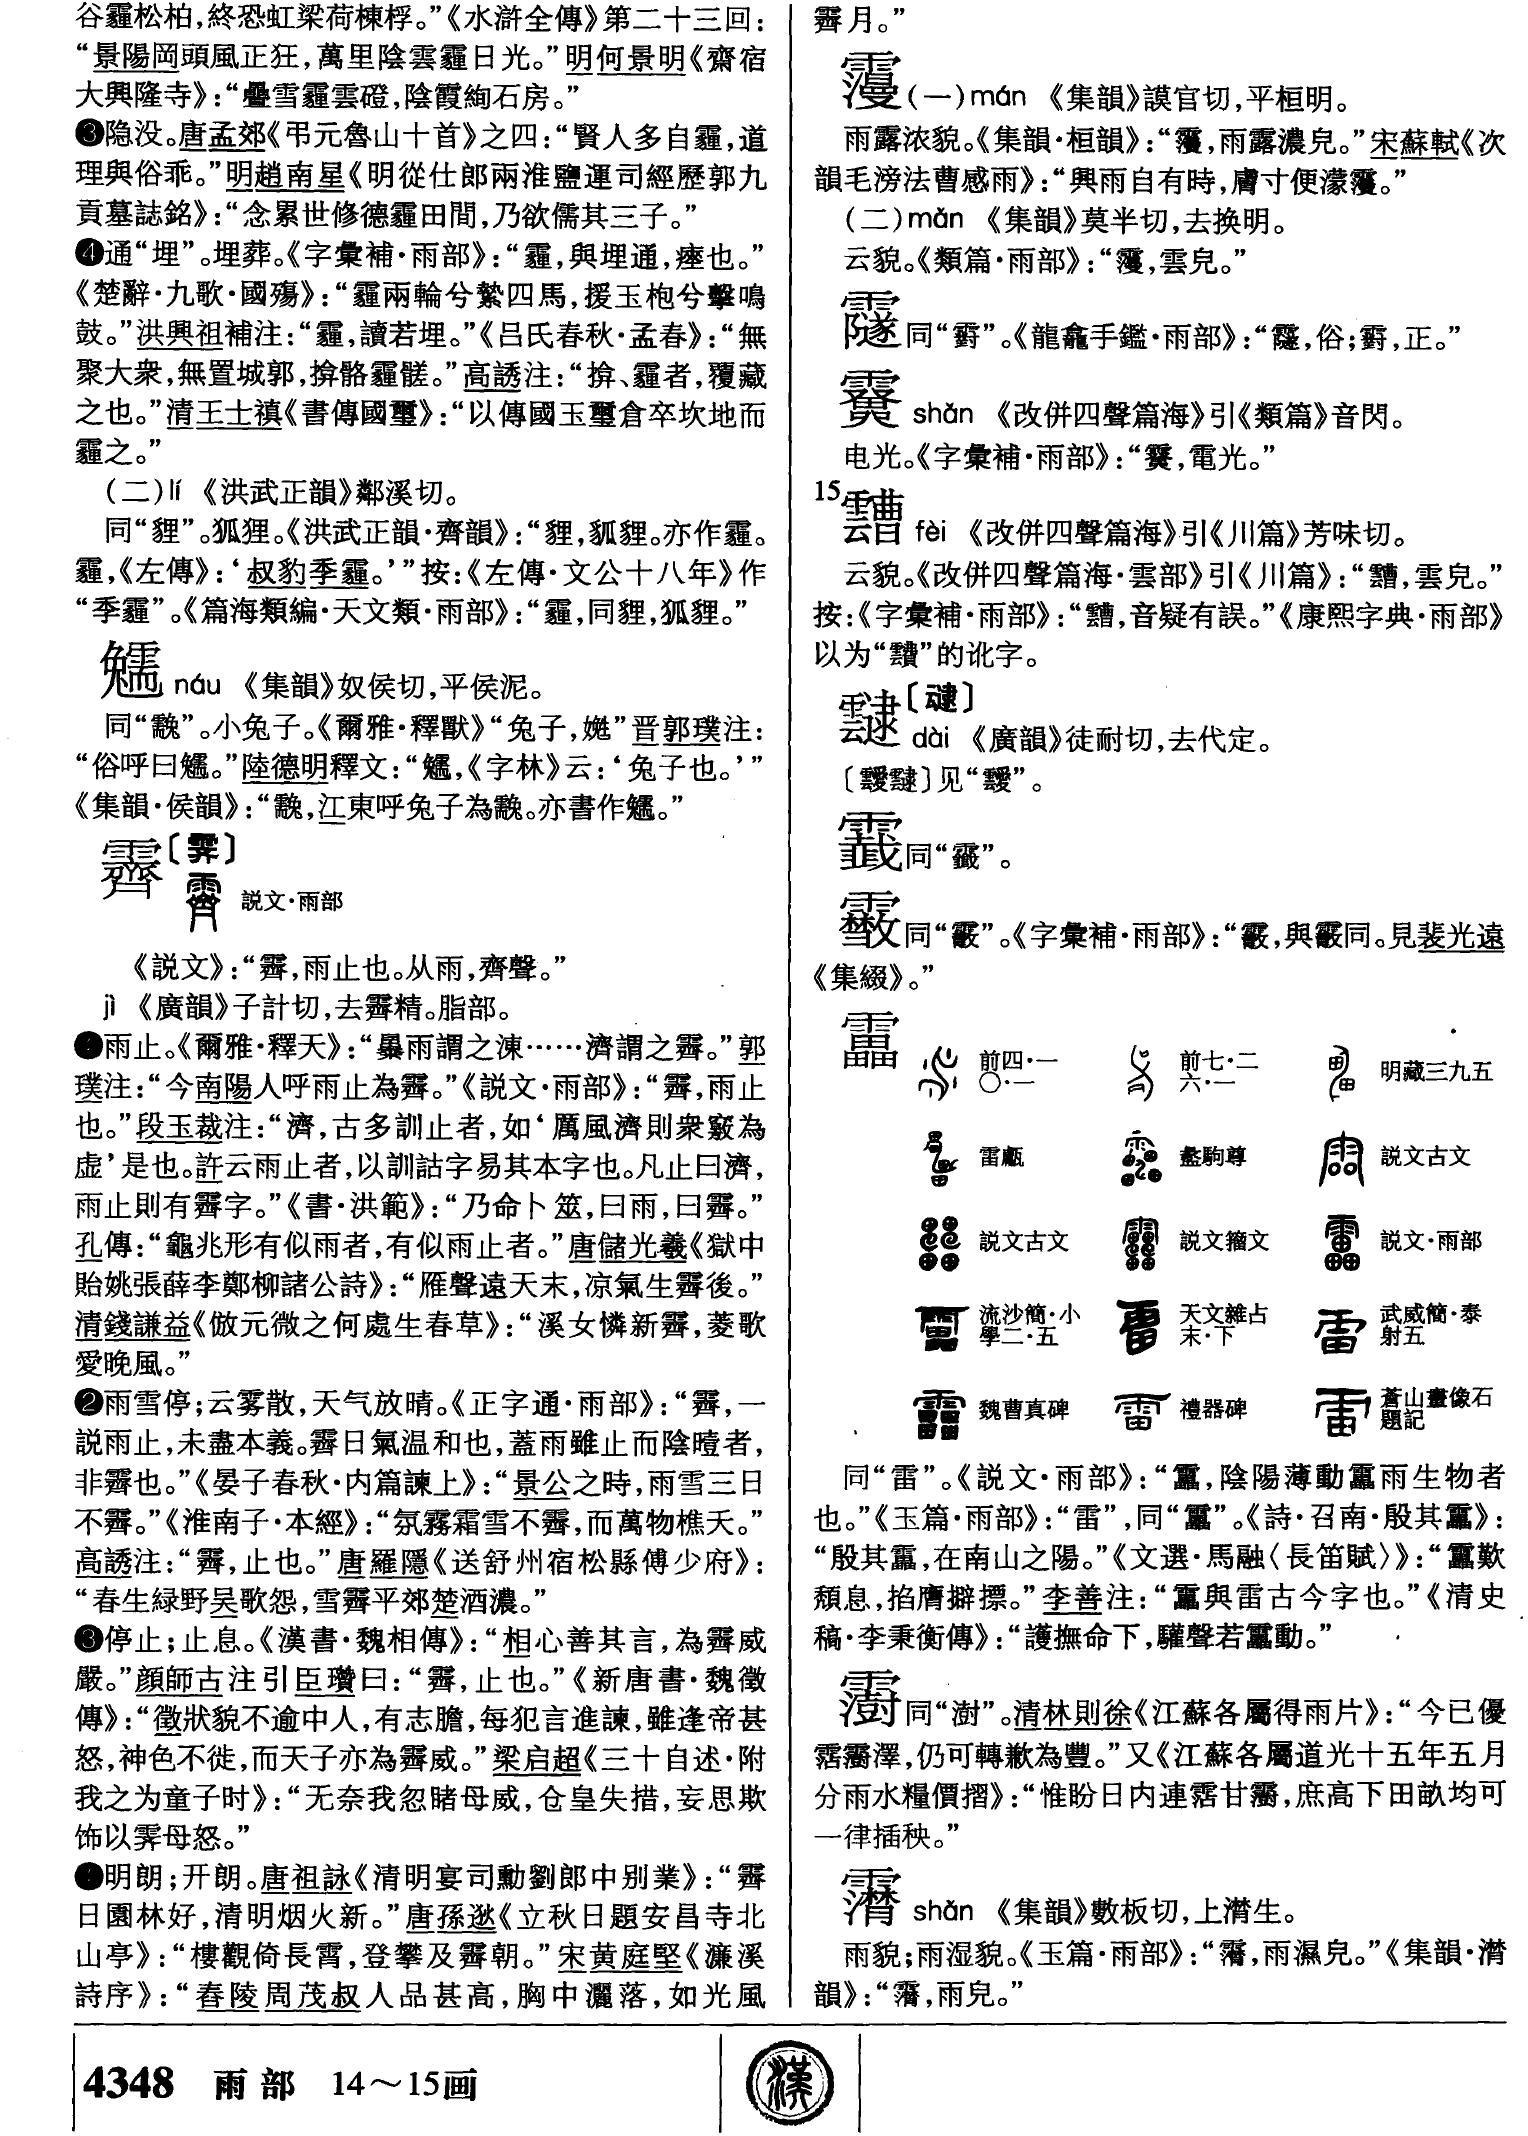 谷霾松柏，終恐虹梁荷棟桴。”《水滸全傳》第二十三回：
“景陽岡頭風正狂，萬里陰雲霾日光。”明何景明《齋宿
大興隆寺》：“疊雪霾雲磴，陰霞絢石房。”
❸隐没。唐孟郊《弔元魯山十首》之四：“賢人多自霾，道
理與俗乖。”明趙南星《明從仕郎兩淮鹽運司經歷郭九
貢墓誌銘》：“念累世修德霾田間，乃欲儒其三子。”
❹通“埋”。埋葬。《字彙補·雨部》：“霾，與埋通，瘞也。”
《楚辭·九歌·國殤》：“霾兩輪兮縶四馬，援玉枹兮擊鳴
鼓。”洪興祖補注：“霾，讀若埋。”《吕氏春秋·孟春》：“無
聚大衆，無置城郭，揜骼霾髊。”高誘注：“揜、霾者，覆藏
之也。”清王士禛《書傳國璽》：“以傳國玉璽倉卒坎地而
霾之。”
（二）lí 《洪武正韻》鄰溪切。
同“貍”。狐狸。《洪武正韻·齊韻》：“貍，狐貍。亦作霾。
霾，《左傳》：‘叔豹季霾。’”按：《左傳·文公十八年》作
“季貍”。《篇海類編·天文類·雨部》：“霾，同貍，狐貍。”
náu 《集韻》奴侯切，平侯泥。
同“䨲”。小兔子。《爾雅·釋獸》“兔子，嬎”晋郭璞注：
“俗呼曰䨲。”陸德明釋文：“䨲，《字林》云：‘兔子也。’”
《集韻·侯韻》：“江東呼兔子為。亦書作䨲。”
霽〔霁〕
説文·雨部
《説文》：“霽，雨止也。从雨，齊聲。”
jì 《廣韻》子計切，去霽精。脂部。
❶雨止。《爾雅·釋天》：“暴雨謂之涷……濟謂之霽。”郭
璞注：“今南陽人呼雨止為霽。”《説文·雨部》：“霽，雨止
也。”段玉裁注：“濟，古多訓止者，如‘厲風濟則衆竅為
虚’是也。許云雨止者，以訓詁字易其本字也。凡止曰濟，
雨止則有霽字。”《書·洪範》：“乃命卜筮，曰雨，曰霽。”
孔傳：“龜兆形有似雨者，有似雨止者。”唐儲光羲《獄中
貽姚張薛李鄭柳諸公詩》：“雁聲遠天末，凉氣生霽後。”
清錢謙益《倣元微之何處生春草》：“溪女憐新霽，菱歌
愛晚風。”
❷雨雪停；云雾散，天气放晴。《正字通·雨部》：“霽，一
説雨止，未盡本義。霽日氣温和也，蓋雨雖止而陰曀者，
非霽也。”《晏子春秋·内篇諫上》：“景公之時，雨雪三日
不霽。”《淮南子·本經》：“氛霧霜雪不霽，而萬物燋夭。”
高誘注：“霽，止也。”唐羅隱《送舒州宿松縣傅少府》：
“春生緑野吴歌怨，雪霽平郊楚酒濃。”
❸停止；止息。《漢書·魏相傳》：“相心善其言，為霽威
嚴。”顔師古注引臣瓚曰：“霽，止也。”《新唐書·魏徵
傳》：“徵狀貌不逾中人，有志膽，每犯言進諫，雖逢帝甚
怒，神色不徙，而天子亦為霽威。”梁启超《三十自述·附
我之为童子时》：“无奈我忽睹母威，仓皇失措，妄思欺
饰以霁母怒。”
❹明朗；开朗。唐祖詠《清明宴司勳劉郎中别業》：“霽
日園林好，清明烟火新。”唐孫逖《立秋日題安昌寺北
山亭》：“樓觀倚長霄，登攀及霽朝。”宋黄庭堅《濂溪
詩序》：“舂陵周茂叔人品甚高，胸中灑落，如光風
霽月。”
（一）mán 《集韻》謨官切，平桓明。
雨露浓貌。《集韻·桓韻》：“雨露濃皃。”宋蘇軾《次
韻毛滂法曹感雨》：“興雨自有時，膚寸便濛。”
（二）mǎn 《集韻》莫半切，去换明。
云貌。《類篇·雨部》：“雲皃。”
同“霨”。《龍龕手鑑·雨部》：“俗；正。”
shǎn 《改併四聲篇海》引《類篇》音閃。
电光。《字彙補·雨部》：“電光。”
15
fèi 《改併四聲篇海》引《川篇》芳味切。
云貌。《改併四聲篇海·雲部》引《川篇》：“雲皃。”
按：《字彙補·雨部》：“音疑有誤。”《康熙字典·雨部》
以为“”的讹字。
靆〔叇〕
dài 《廣韻》徒耐切，去代定。
〔靉靆〕见“靉”。
同“”。
同“”。《字彙補·雨部》：“與同。見裴光遠
《集綴》。”
靁
前四·一〇·一 前七·二六·一 明藏三九五
雷甗 盠駒尊 説文古文
説文古文 説文籀文 説文·雨部
流沙簡·小學二·五 天文雜占末·下 武威簡·泰射五
魏曹真碑 禮器碑 蒼山畫像石題記
同“雷”。《説文·雨部》：“靁，陰陽薄動靁雨生物者
也。”《玉篇·雨部》：“雷”，同“靁”。《詩·召南·殷其靁》：
“殷其靁，在南山之陽。”《文選·馬融〈長笛賦〉》：“靁歎
頹息，掐膺擗摽。”李善注：“靁與雷古今字也。”《清史
稿·李秉衡傳》：“護撫命下，驩聲若靁動。”
同“澍”。清林則徐《江蘇各屬得雨片》：“今已優
霑澤，仍可轉歉為豐。”又《江蘇各屬道光十五年五月
分雨水糧價摺》：“惟盼日内連霑甘，庶高下田畝均可
一律插秧。”
shǎn 《集韻》數板切，上潸生。
雨貌；雨湿貌。《玉篇·雨部》：“雨濕皃。”《集韻·潸
韻》：“雨皃。”
4348 雨部 14～15画
漢